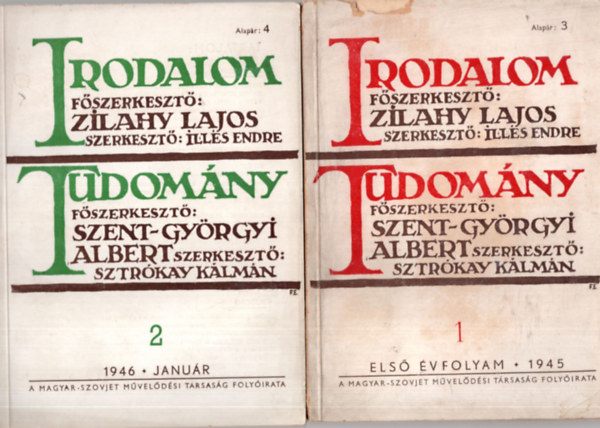 Alapár: 4
IRODALOM
FŐSZERKESZTŐ:
ZILAHY LAJOS
SZERKESZTŐ: ILLÉS ENDRE
TUDOMÁNY
FŐSZERKESZTŐ:
SZENT-GYÖRGYI
ALBERT SZERKESZTŐ:
SZTRÓKAY KÁLMÁN
2
1946 • JANUÁR
A MAGYAR-SZOVJET MŰVELŐDÉSI TÁRSASÁG FOLYÓIRATA
Alapár: 3
IRODALOM
FŐSZERKESZTŐ:
ZILAHY LAJOS
SZERKESZTŐ: ILLÉS ENDRE
TUDOMÁNY
FŐSZERKESZTŐ:
SZENT-GYÖRGYI
ALBERT SZERKESZTŐ:
SZTRÓKAY KÁLMÁN
1
ELSŐ ÉVFOLYAM • 1945
A MAGYAR-SZOVJET MŰVELŐDÉSI TÁRSASÁG FOLYÓIRATA